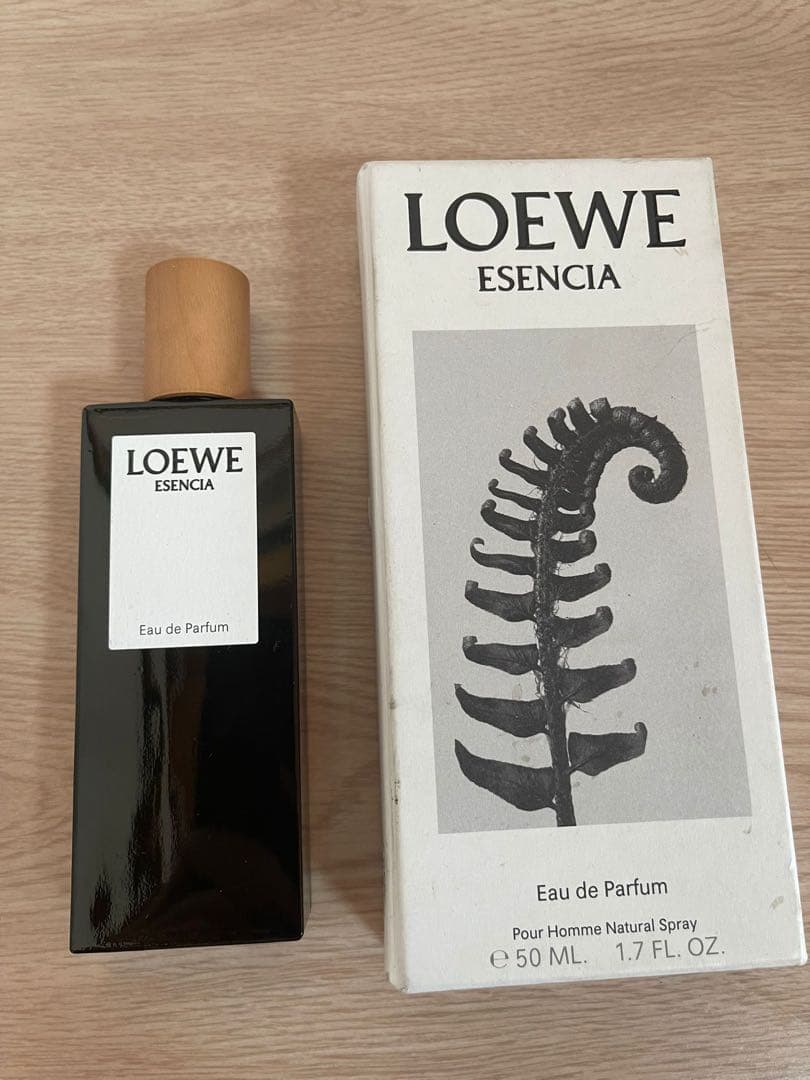 LOEWE
ESENCIA
Eau de Parfum
LOEWE
ESENCIA
Eau de Parfum
Pour Homme Natural Spray
℮ 50 ML. 1.7 FL. OZ.